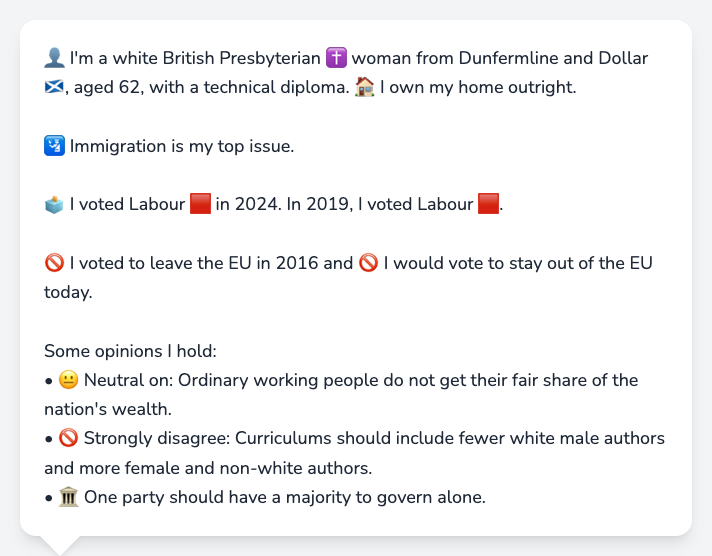 👤 I'm a white British Presbyterian ✝️ woman from Dunfermline and Dollar
🏴󠁧󠁢󠁳󠁣󠁴󠁿, aged 62, with a technical diploma. 🏠 I own my home outright.
🛂 Immigration is my top issue.
🗳️ I voted Labour 🟥 in 2024. In 2019, I voted Labour 🟥.
🚫 I voted to leave the EU in 2016 and 🚫 I would vote to stay out of the EU
today.
Some opinions I hold:
• 😐 Neutral on: Ordinary working people do not get their fair share of the
nation's wealth.
• 🚫 Strongly disagree: Curriculums should include fewer white male authors
and more female and non-white authors.
• 🏛️ One party should have a majority to govern alone.